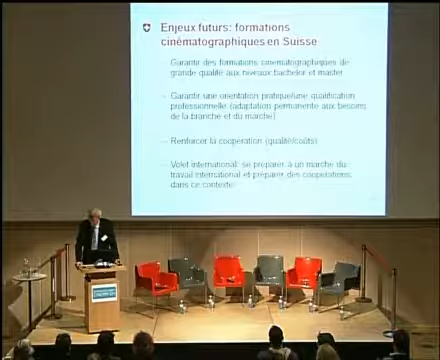 Enjeux futurs: formations
cinématographiques en Suisse
– Garantir des formations cinématographiques de
grande qualité aux niveaux bachelor et master
– Garantir une orientation pratique/une qualification
professionnelle (adaptation permanente aux besoins
de la branche et du marché)
– Renforcer la coopération (qualité/coûts)
– Volet international: se préparer à un marché du
travail international et préparer des coopérations
dans ce contexte